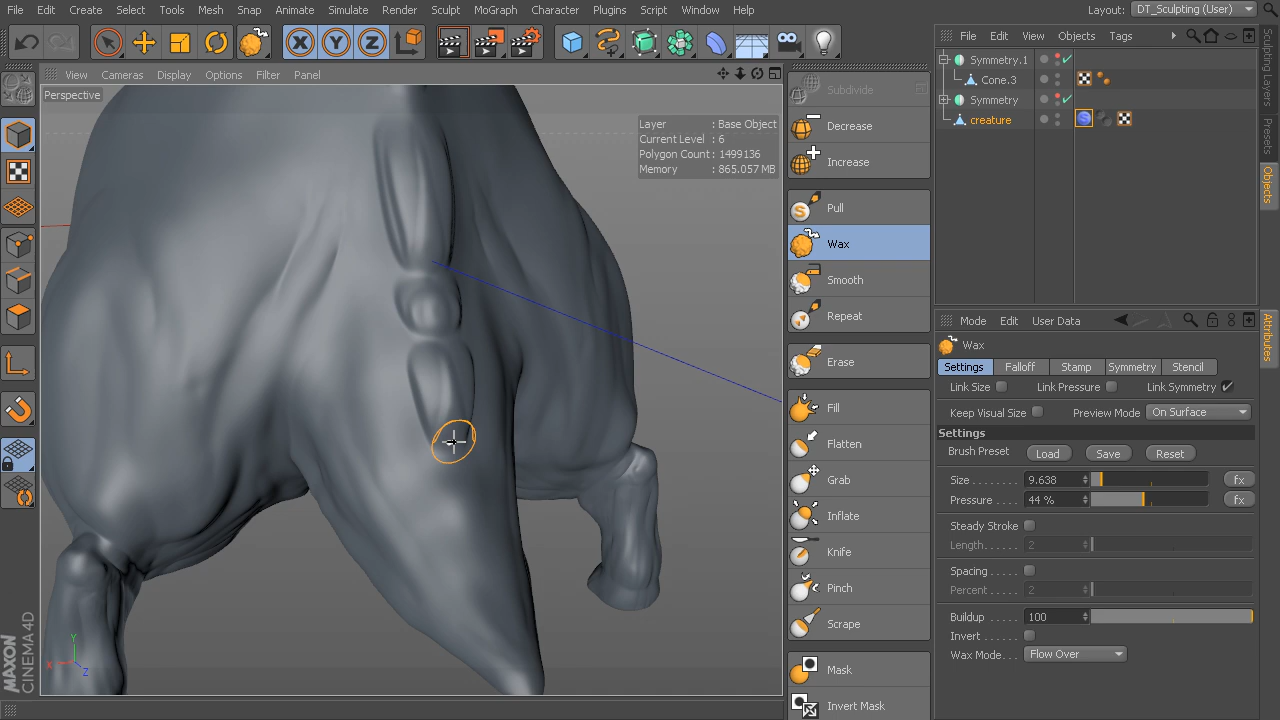 File Edit Create Select Tools Mesh Snap Animate Simulate Render Sculpt MoGraph Character Plugins Script Window Help
Layout: DT_Sculpting (User)
View Cameras Display Options Filter Panel
Perspective
Layer : Base Object
Current Level : 6
Polygon Count : 1499136
Memory : 865.057 MB
X Y Z
MAXON
CINEMA 4D
Y
X
Z
Subdivide
Decrease
Increase
Pull
Wax
Smooth
Repeat
Erase
Fill
Flatten
Grab
Inflate
Knife
Pinch
Scrape
Mask
Invert Mask
File Edit View Objects Tags
Symmetry.1
Cone.3
Symmetry
creature
Sculpting Layers
Presets
Objects
Attributes
Mode Edit User Data
Wax
Settings Falloff Stamp Symmetry Stencil
Link Size Link Pressure Link Symmetry
Keep Visual Size Preview Mode On Surface
Settings
Brush Preset Load Save Reset
Size 9.638 fx
Pressure 44 % fx
Steady Stroke
Length 2
Spacing
Percent 2
Buildup 100
Invert
Wax Mode Flow Over